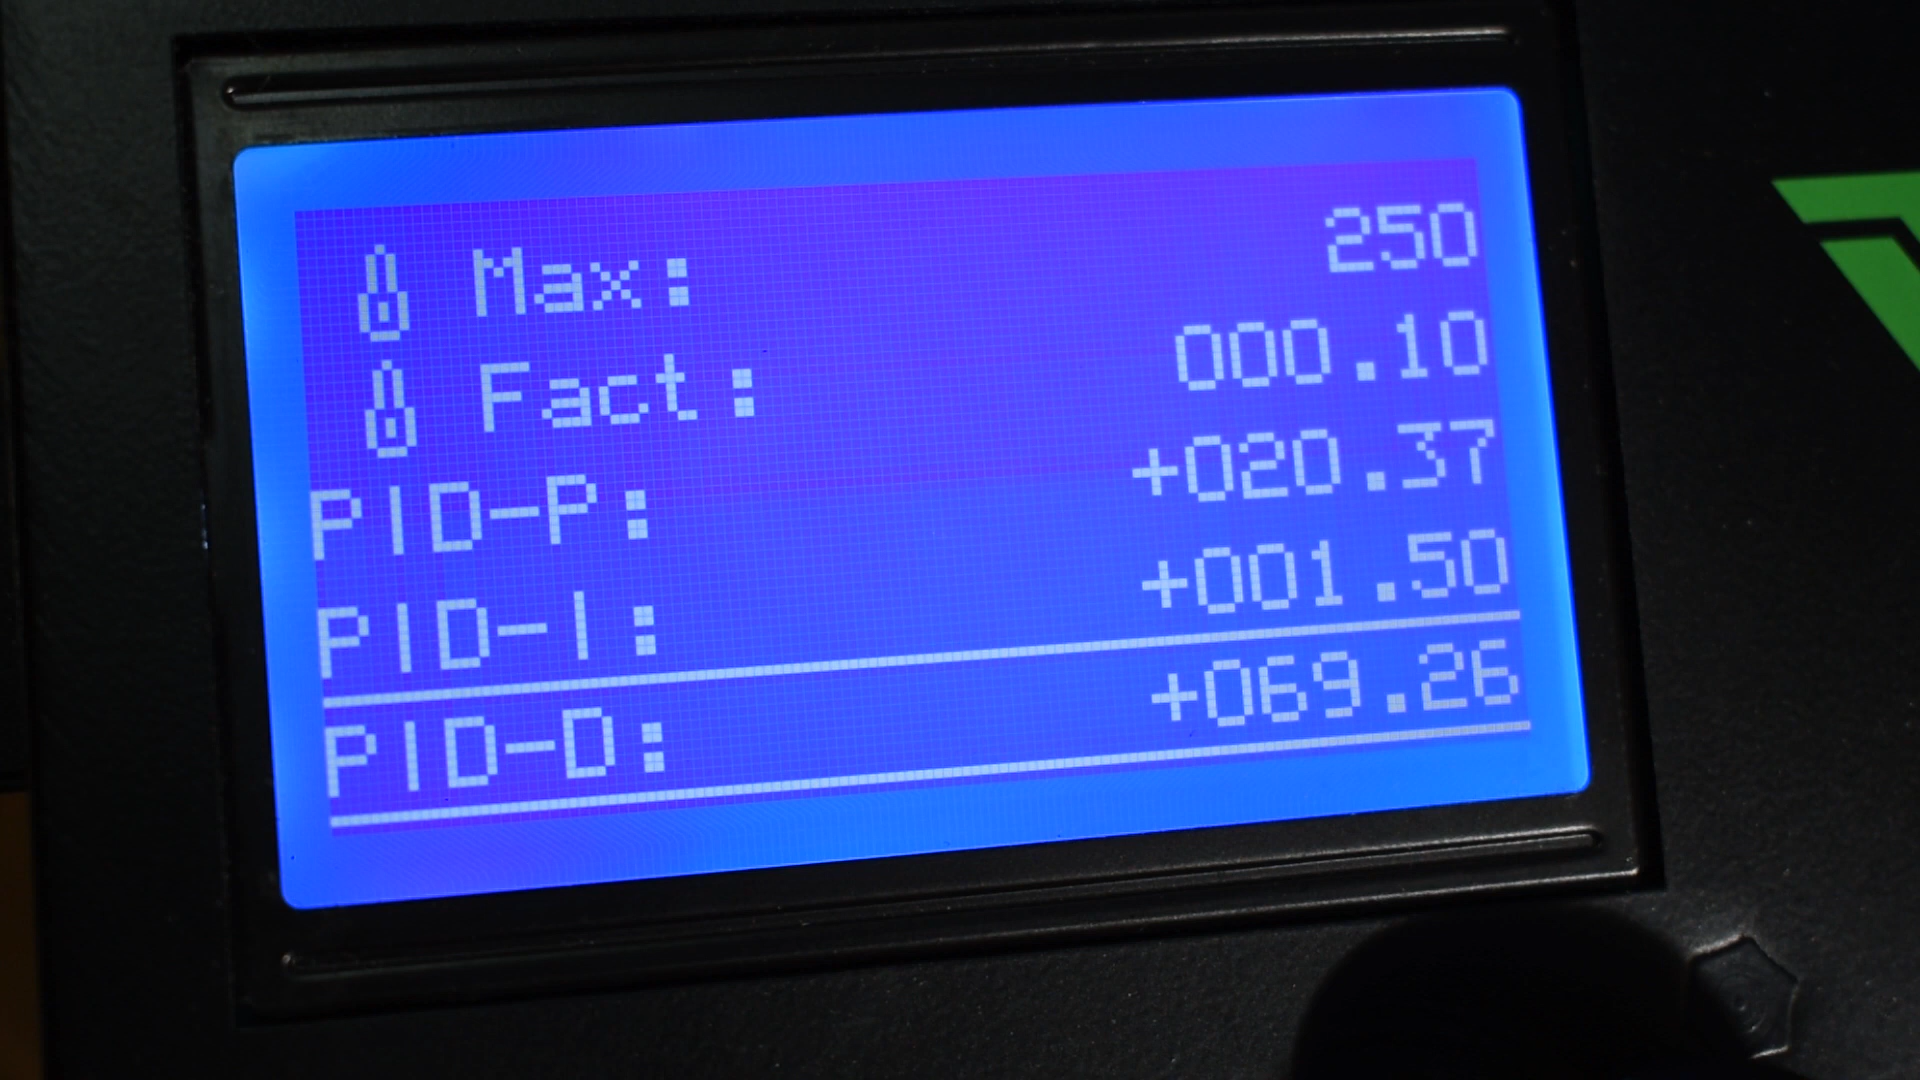 Max: 250
Fact: 000.10
PID-P: +020.37
PID-I: +001.50
PID-D: +069.26